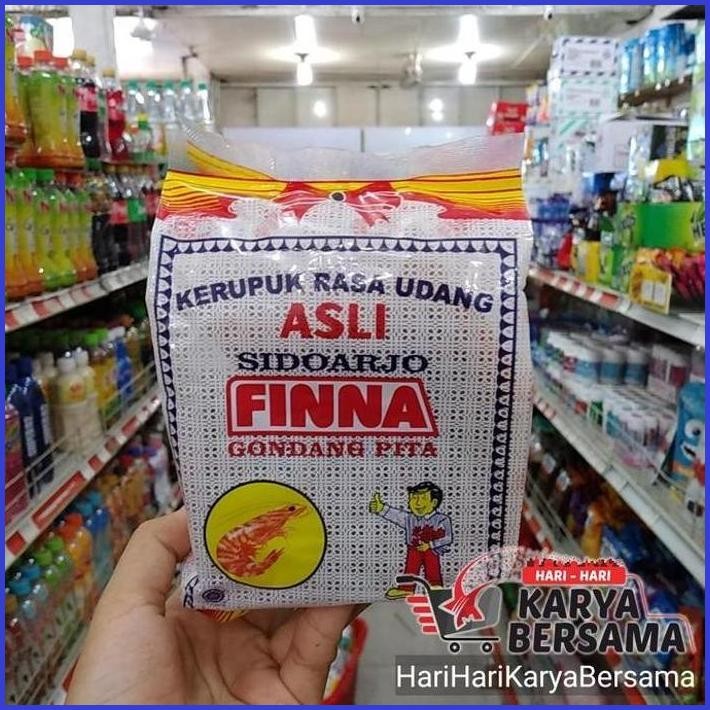 KERUPUK RASA UDANG
ASLI
SIDOARJO
FINNA
GONDANG PITA
HARI - HARI
KARYA
BERSAMA
HariHariKaryaBersama